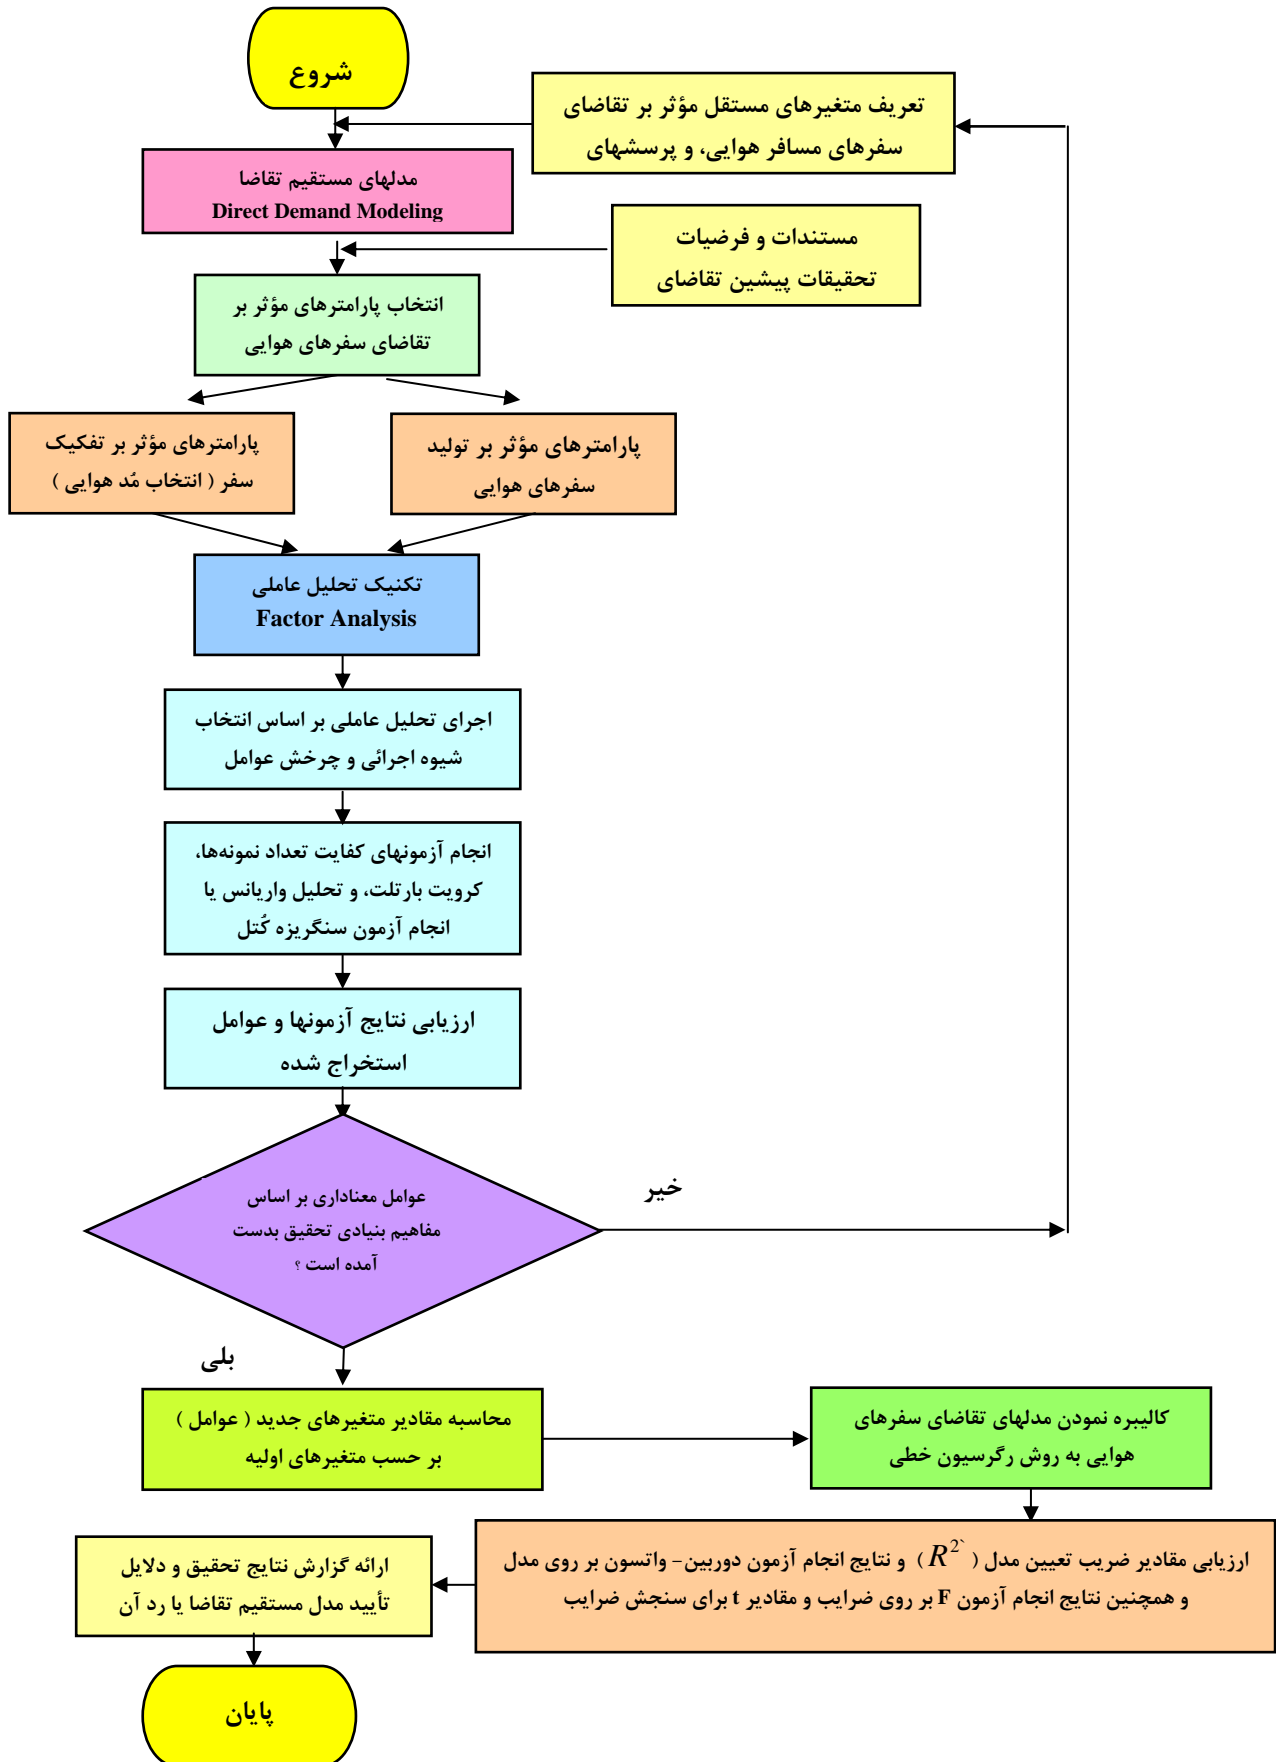 شروع
تعریف متغیرهای مستقل مؤثر بر تقاضای
سفرهای مسافر هوایی، و پرسشهای
مدلهای مستقیم تقاضا
Direct Demand Modeling
مستندات و فرضیات
تحقیقات پیشین تقاضای
انتخاب پارامترهای مؤثر بر
تقاضای سفرهای هوایی
پارامترهای مؤثر بر تولید
سفرهای هوایی
پارامترهای مؤثر بر تفکیک
سفر ( انتخاب مُد هوایی )
تکنیک تحلیل عاملی
Factor Analysis
اجرای تحلیل عاملی بر اساس انتخاب
شیوه اجرائی و چرخش عوامل
انجام آزمونهای کفایت تعداد نمونه‌ها،
کرویت بارتلت، و تحلیل واریانس یا
انجام آزمون سنگریزه کُتل
ارزیابی نتایج آزمونها و عوامل
استخراج شده
عوامل معناداری بر اساس
مفاهیم بنیادی تحقیق بدست
آمده است ؟
خیر
بلی
محاسبه مقادیر متغیرهای جدید ( عوامل )
بر حسب متغیرهای اولیه
کالیبره نمودن مدلهای تقاضای سفرهای
هوایی به روش رگرسیون خطی
ارزیابی مقادیر ضریب تعیین مدل ( R²` ) و نتایج انجام آزمون دوربین- واتسون بر روی مدل
و همچنین نتایج انجام آزمون F بر روی ضرایب و مقادیر t برای سنجش ضرایب
ارائه گزارش نتایج تحقیق و دلایل
تأیید مدل مستقیم تقاضا یا رد آن
پایان